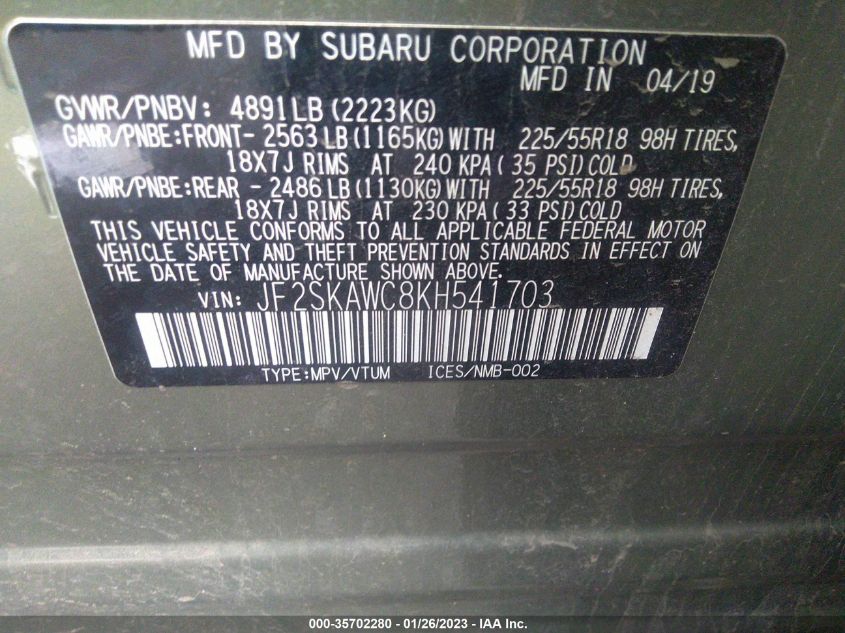 MFD BY SUBARU CORPORATION
MFD IN 04/19
GVWR/PNBV: 4891LB(2223KG)
GAWR/PNBE:FRONT- 2563LB(1165KG)WITH 225/55R18 98H TIRES,
18X7J RIMS AT 240 KPA( 35 PSI)COLD
GAWR/PNBE:REAR - 2486LB(1130KG)WITH 225/55R18 98H TIRES,
18X7J RIMS AT 230 KPA( 33 PSI)COLD
THIS VEHICLE CONFORMS TO ALL APPLICABLE FEDERAL MOTOR
VEHICLE SAFETY AND THEFT PREVENTION STANDARDS IN EFFECT ON
THE DATE OF MANUFACTURE SHOWN ABOVE.
VIN: JF2SKAWC8KH541703
TYPE:MPV/VTUM ICES/NMB-002
000-35702280 - 01/26/2023 - IAA Inc.